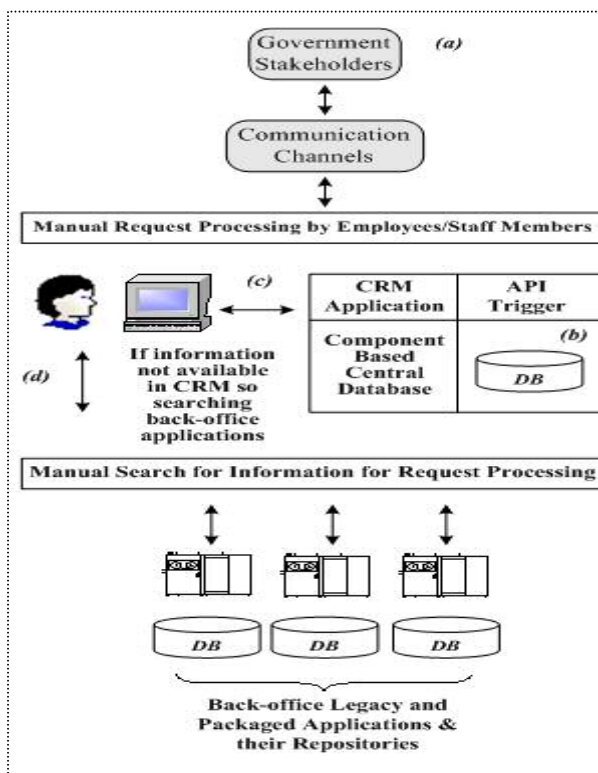 Government
Stakeholders
(a)
Communication
Channels
Manual Request Processing by Employees/Staff Members
(c)
CRM
Application
API
Trigger
(b)
Component
Based
Central
Database
DB
(d)
If information
not available
in CRM so
searching
back-office
applications
Manual Search for Information for Request Processing
DB
DB
DB
Back-office Legacy and
Packaged Applications &
their Repositories